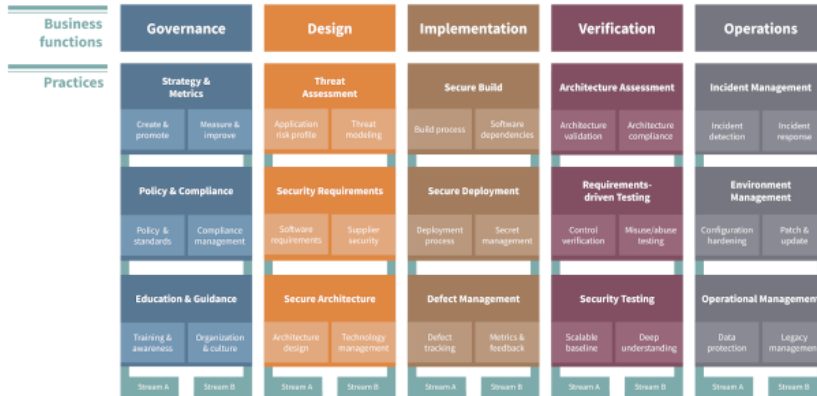 Business
functions
Governance
Design
Implementation
Verification
Operations
Practices
Strategy &
Metrics
Threat
Assessment
Secure Build
Architecture Assessment
Incident Management
Create &
promote
Measure &
improve
Application
risk profile
Threat
modeling
Build process
Software
dependencies
Architecture
validation
Architecture
compliance
Incident
detection
Incident
response
Policy & Compliance
Security Requirements
Secure Deployment
Requirements-
driven Testing
Environment
Management
Policy &
standards
Compliance
management
Software
requirements
Supplier
security
Deployment
process
Secret
management
Control
verification
Misuse/abuse
testing
Configuration
hardening
Patch &
update
Education & Guidance
Secure Architecture
Defect Management
Security Testing
Operational Management
Training &
awareness
Organization
& culture
Architecture
design
Technology
management
Defect
tracking
Metrics &
feedback
Scalable
baseline
Deep
understanding
Data
protection
Legacy
management
Stream A
Stream B
Stream A
Stream B
Stream A
Stream B
Stream A
Stream B
Stream A
Stream B